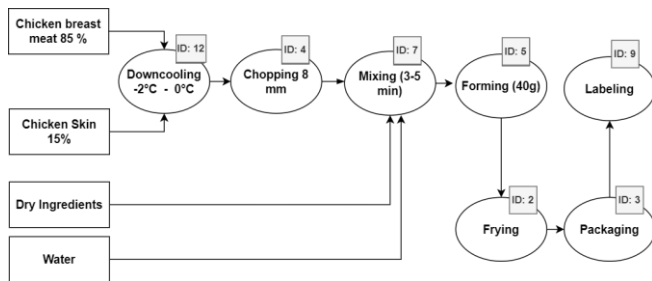 Chicken breast
meat 85 %
ID: 12
Downcooling
-2°C - 0°C
ID: 4
Chopping 8
mm
ID: 7
Mixing (3-5
min)
ID: 5
Forming (40g)
ID: 9
Labeling
Chicken Skin
15%
Dry Ingredients
Water
ID: 2
Frying
ID: 3
Packaging